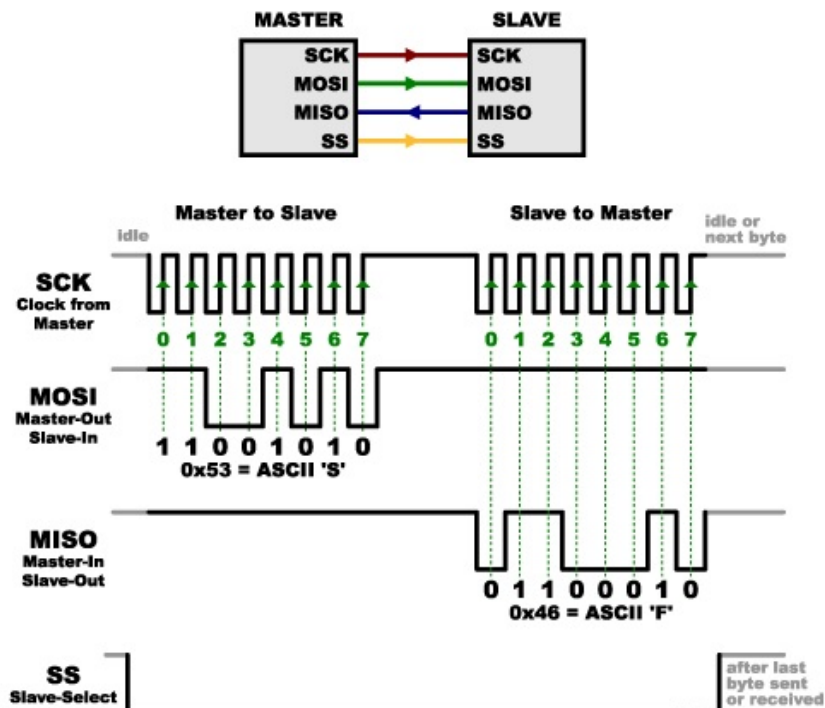 MASTER SLAVE
SCK SCK
MOSI MOSI
MISO MISO
SS SS
Master to Slave Slave to Master
idle
idle or
next byte
SCK
Clock from
Master
0 1 2 3 4 5 6 7 0 1 2 3 4 5 6 7
MOSI
Master-Out
Slave-In
1 1 0 0 1 0 1 0
0x53 = ASCII 'S'
MISO
Master-In
Slave-Out
0 1 1 0 0 0 1 0
0x46 = ASCII 'F'
SS
Slave-Select
after last
byte sent
or received